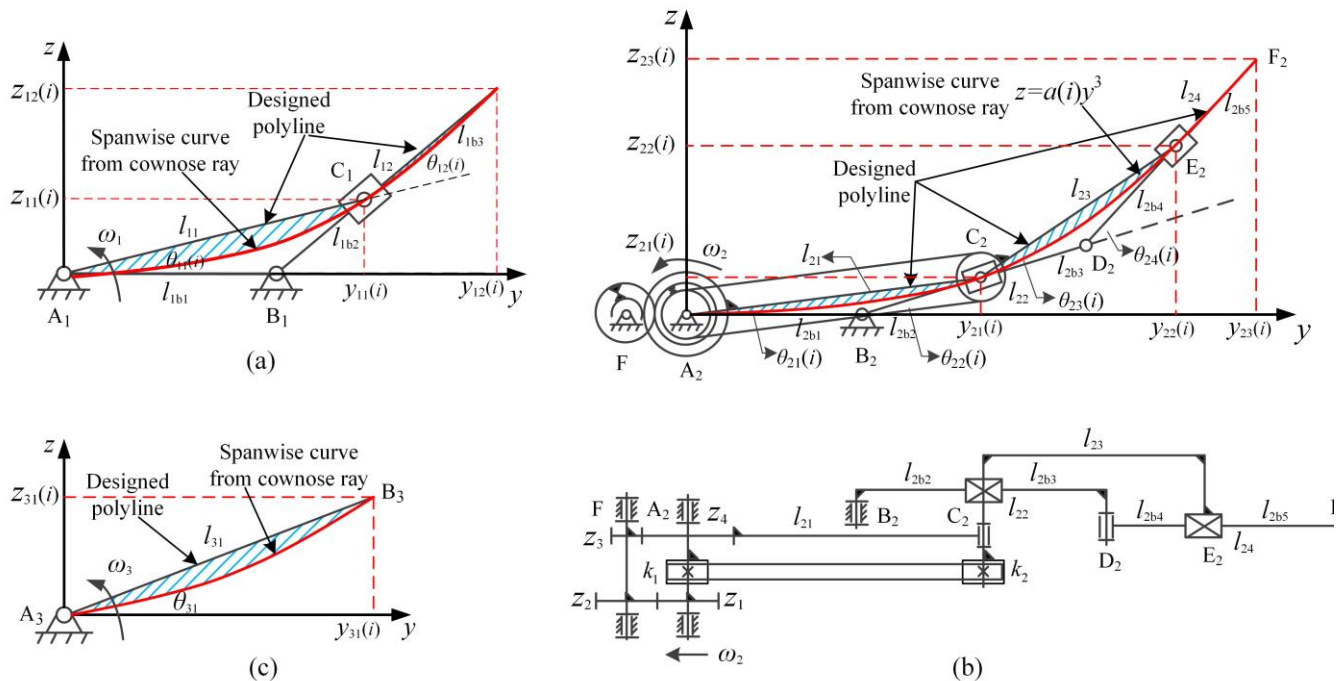 z
z₁₂(i)
Designed
polyline
Spanwise curve
from cownose ray
l₁b₃
l₁₂
θ₁₂(i)
C₁
z₁₁(i)
l₁₁
ω₁
l₁b₂
θ₁₁(i)
l₁b₁
y₁₁(i)
y₁₂(i)
y
A₁
B₁
(a)
z
z₂₃(i)
F₂
Spanwise curve
from cownose ray
z=a(i)y³
l₂₄
l₂b₅
z₂₂(i)
E₂
Designed
polyline
l₂₃
l₂b₄
z₂₁(i)
ω₂
C₂
l₂₁
D₂
θ₂₄(i)
l₂b₃
l₂₂
θ₂₃(i)
l₂b₁
l₂b₂
y₂₁(i)
y₂₂(i)
y₂₃(i)
y
F
A₂
θ₂₁(i)
B₂
θ₂₂(i)
z
Spanwise curve
from cownose ray
Designed
polyline
B₃
z₃₁(i)
l₃₁
ω₃
θ₃₁
A₃
y₃₁(i)
y
(c)
l₂₃
l₂b₂
l₂b₃
F
A₂
z₄
l₂₁
B₂
C₂
l₂₂
l₂b₄
l₂b₅
F
z₃
D₂
E₂
l₂₄
k₁
k₂
z₂
z₁
ω₂
(b)